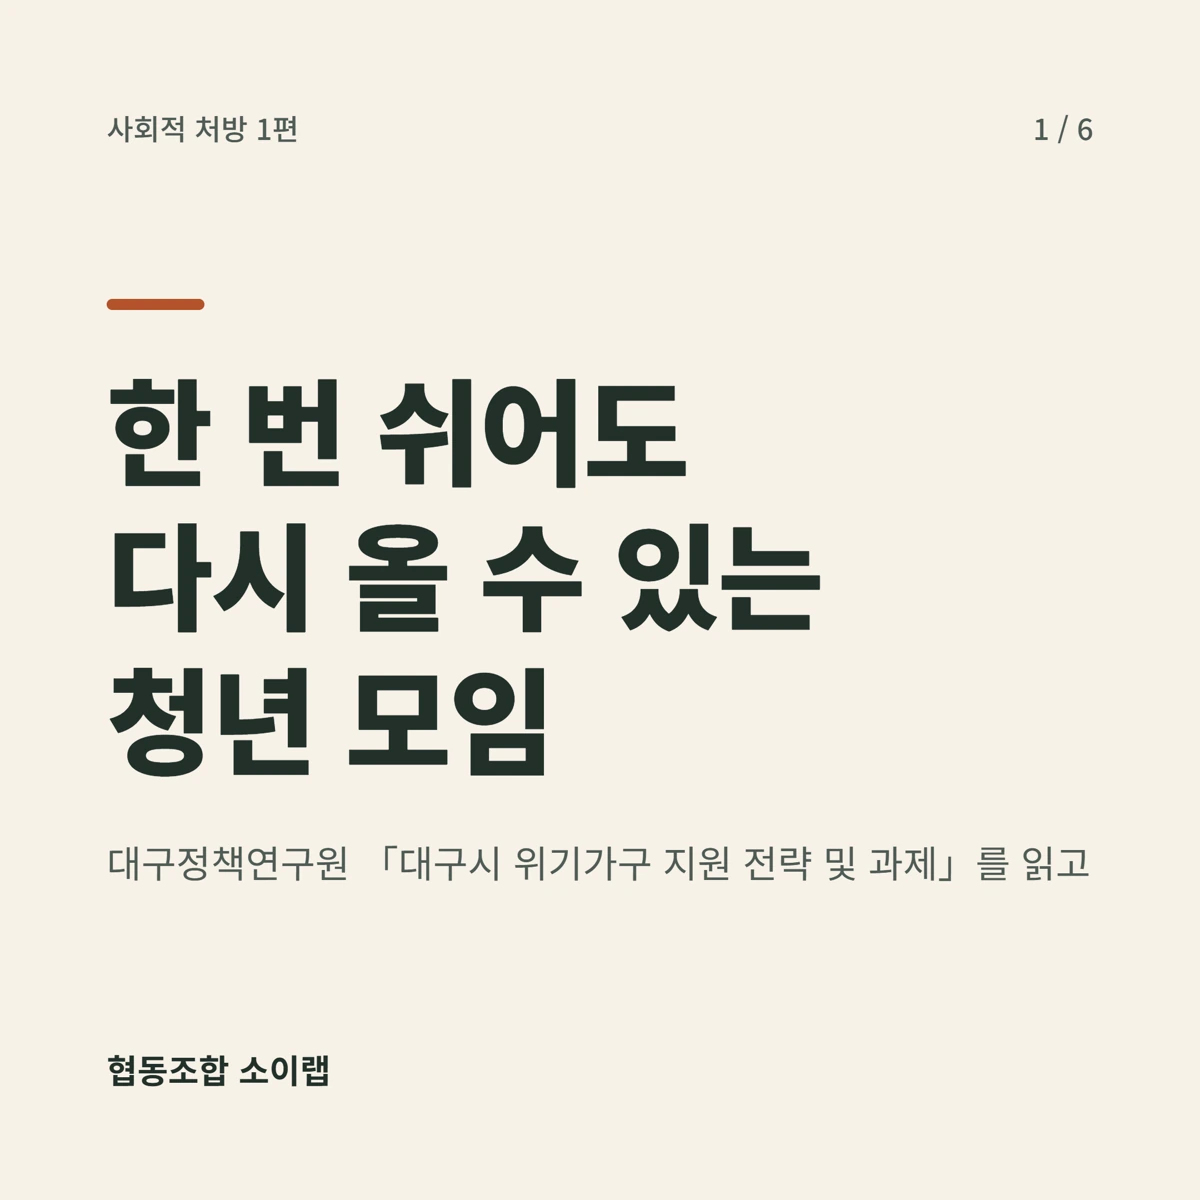 사회적 처방 1편
1 / 6
한 번 쉬어도
다시 올 수 있는
청년 모임
대구정책연구원 「대구시 위기가구 지원 전략 및 과제」를 읽고
협동조합 소이랩